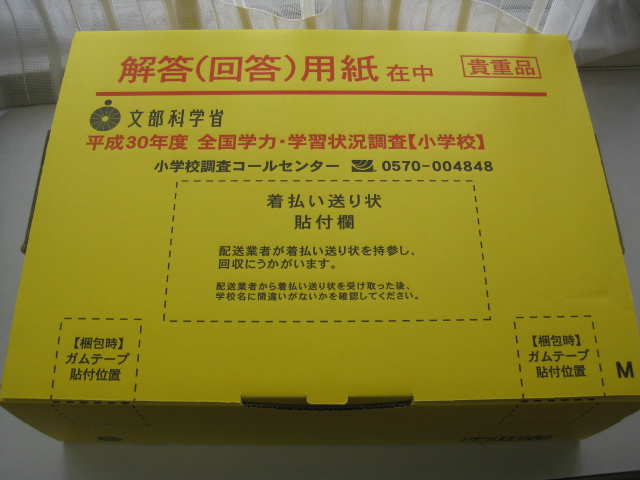 解答(回答)用紙 在中 貴重品
文部科学省
平成30年度 全国学力・学習状況調査【小学校】
小学校調査コールセンター 0570-004848
着払い送り状
貼付欄
配送業者が着払い送り状を持参し、
回収にうかがいます。
配送業者から着払い送り状を受け取った後、
学校名に間違いがないかを確認してください。
【梱包時】
ガムテープ
貼付位置
【梱包時】
ガムテープ
貼付位置
M